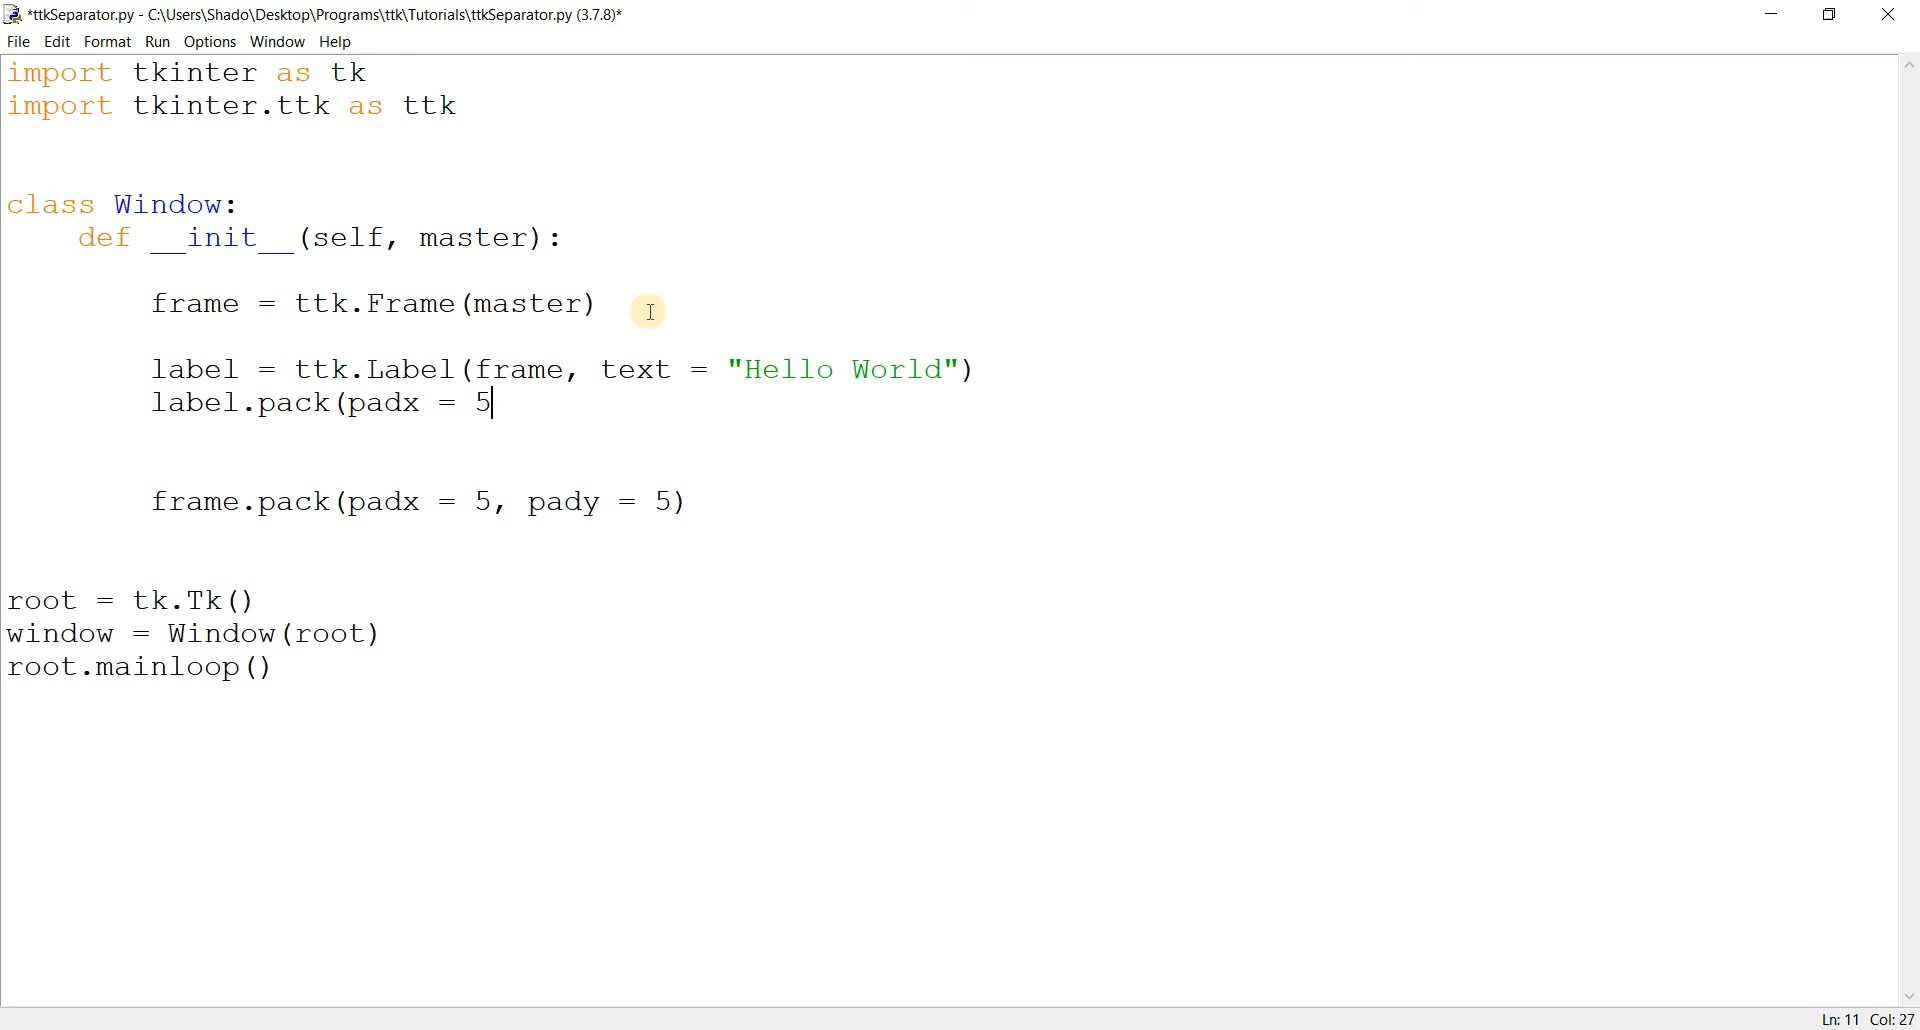 *ttkSeparator.py - C:\Users\Shado\Desktop\Programs\ttk\Tutorials\ttkSeparator.py (3.7.8)*
File Edit Format Run Options Window Help
import tkinter as tk
import tkinter.ttk as ttk
class Window:
    def __init__(self, master):
        frame = ttk.Frame(master)
        label = ttk.Label(frame, text = "Hello World")
        label.pack(padx = 5
        frame.pack(padx = 5, pady = 5)
root = tk.Tk()
window = Window(root)
root.mainloop()
Ln: 11 Col: 27